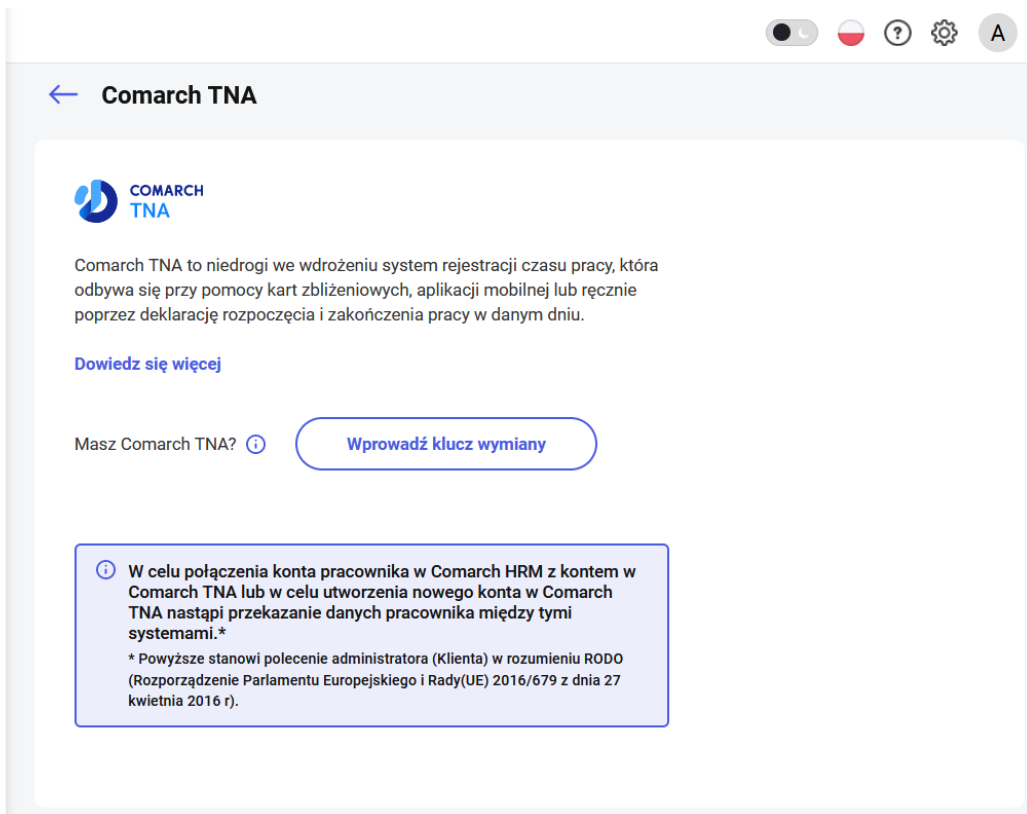 A
Comarch TNA
COMARCH
TNA
Comarch TNA to niedrogi we wdrożeniu system rejestracji czasu pracy, która
odbywa się przy pomocy kart zbliżeniowych, aplikacji mobilnej lub ręcznie
poprzez deklarację rozpoczęcia i zakończenia pracy w danym dniu.
Dowiedz się więcej
Masz Comarch TNA?
Wprowadź klucz wymiany
W celu połączenia konta pracownika w Comarch HRM z kontem w
Comarch TNA lub w celu utworzenia nowego konta w Comarch
TNA nastąpi przekazanie danych pracownika między tymi
systemami.*
* Powyższe stanowi polecenie administratora (Klienta) w rozumieniu RODO
(Rozporządzenie Parlamentu Europejskiego i Rady(UE) 2016/679 z dnia 27
kwietnia 2016 r).